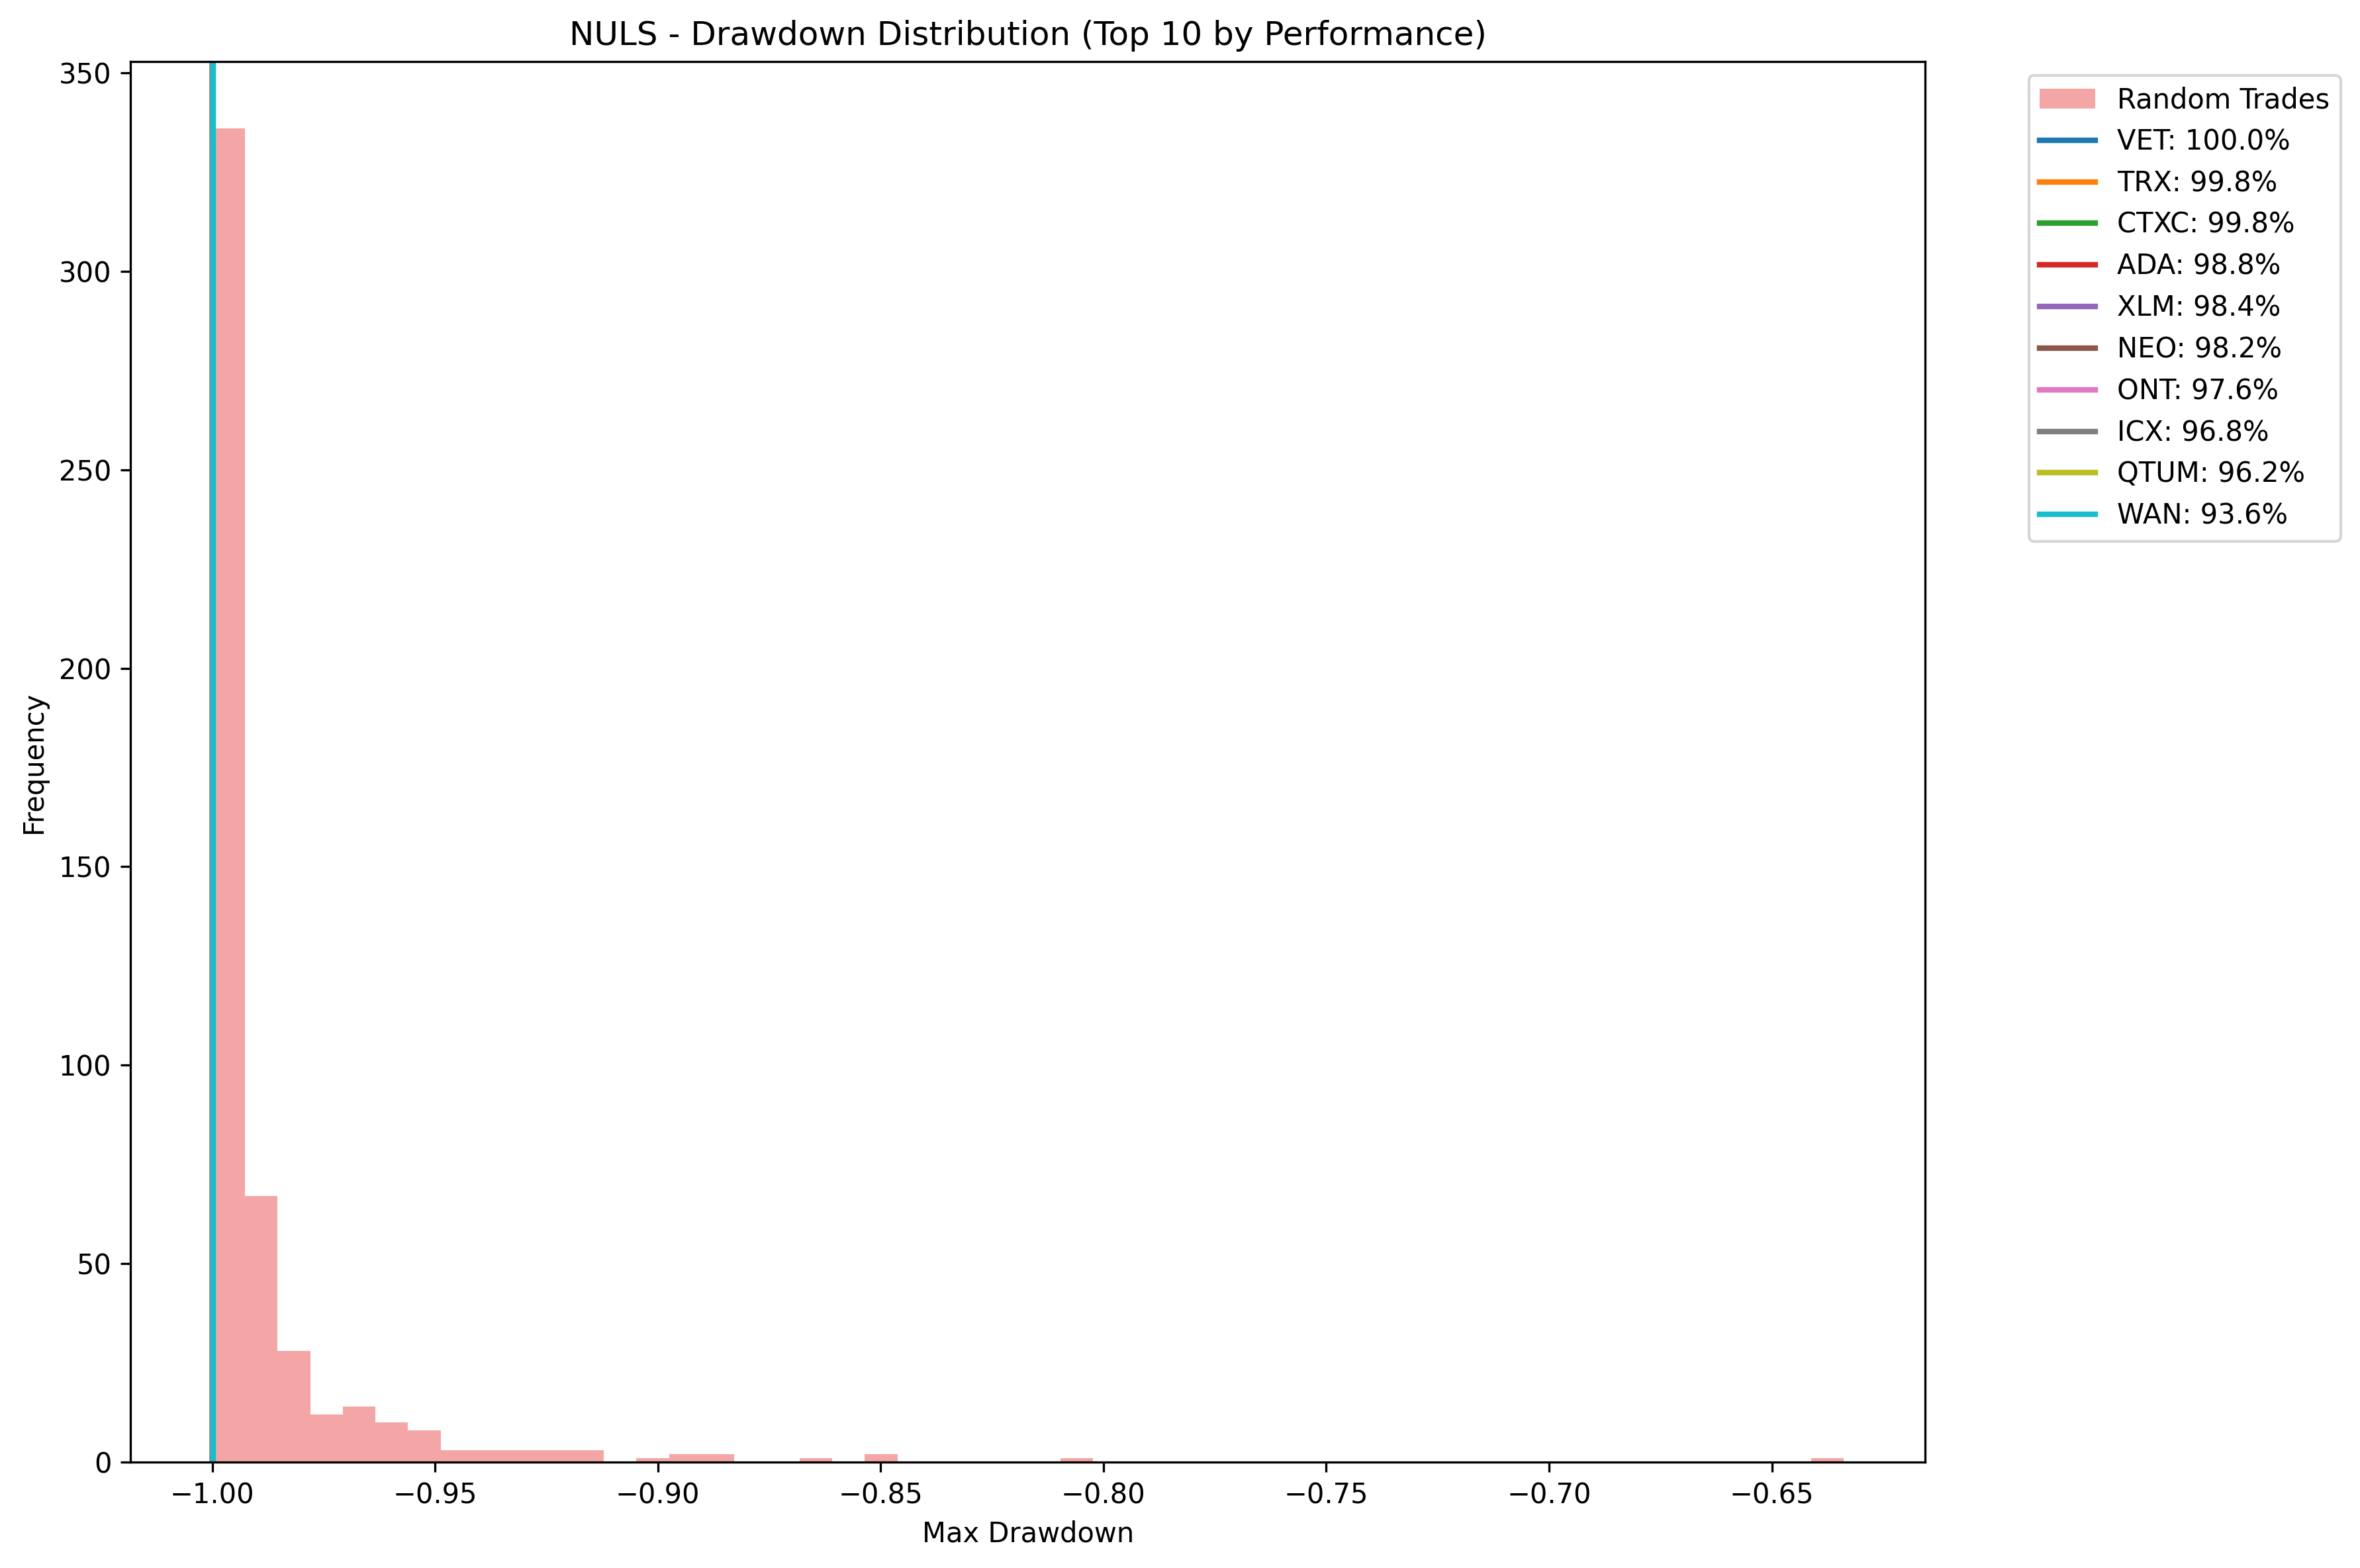 NULS - Drawdown Distribution (Top 10 by Performance)
350
300
250
200
150
100
50
0
Frequency
−1.00
−0.95
−0.90
−0.85
−0.80
−0.75
−0.70
−0.65
Max Drawdown
Random Trades
VET: 100.0%
TRX: 99.8%
CTXC: 99.8%
ADA: 98.8%
XLM: 98.4%
NEO: 98.2%
ONT: 97.6%
ICX: 96.8%
QTUM: 96.2%
WAN: 93.6%